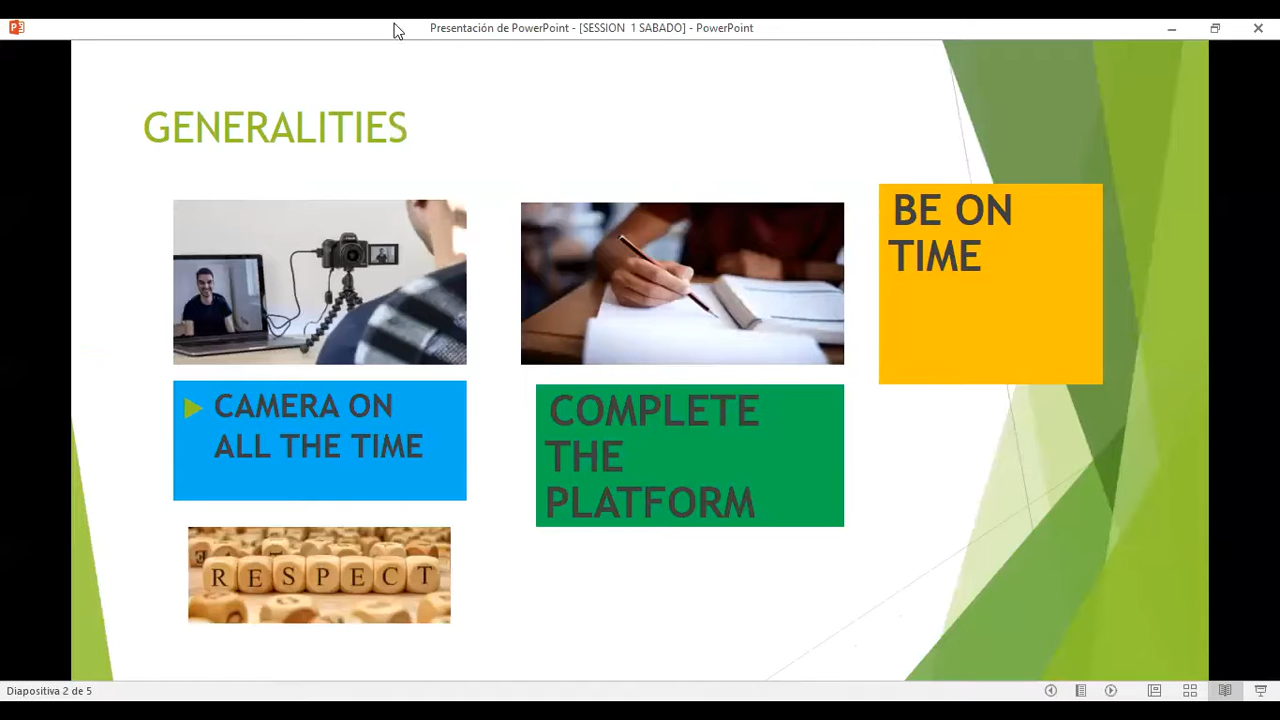 Presentación de PowerPoint - [SESSION 1 SABADO] - PowerPoint
GENERALITIES
BE ON
TIME
CAMERA ON
ALL THE TIME
COMPLETE
THE
PLATFORM
RESPECT
Diapositiva 2 de 5